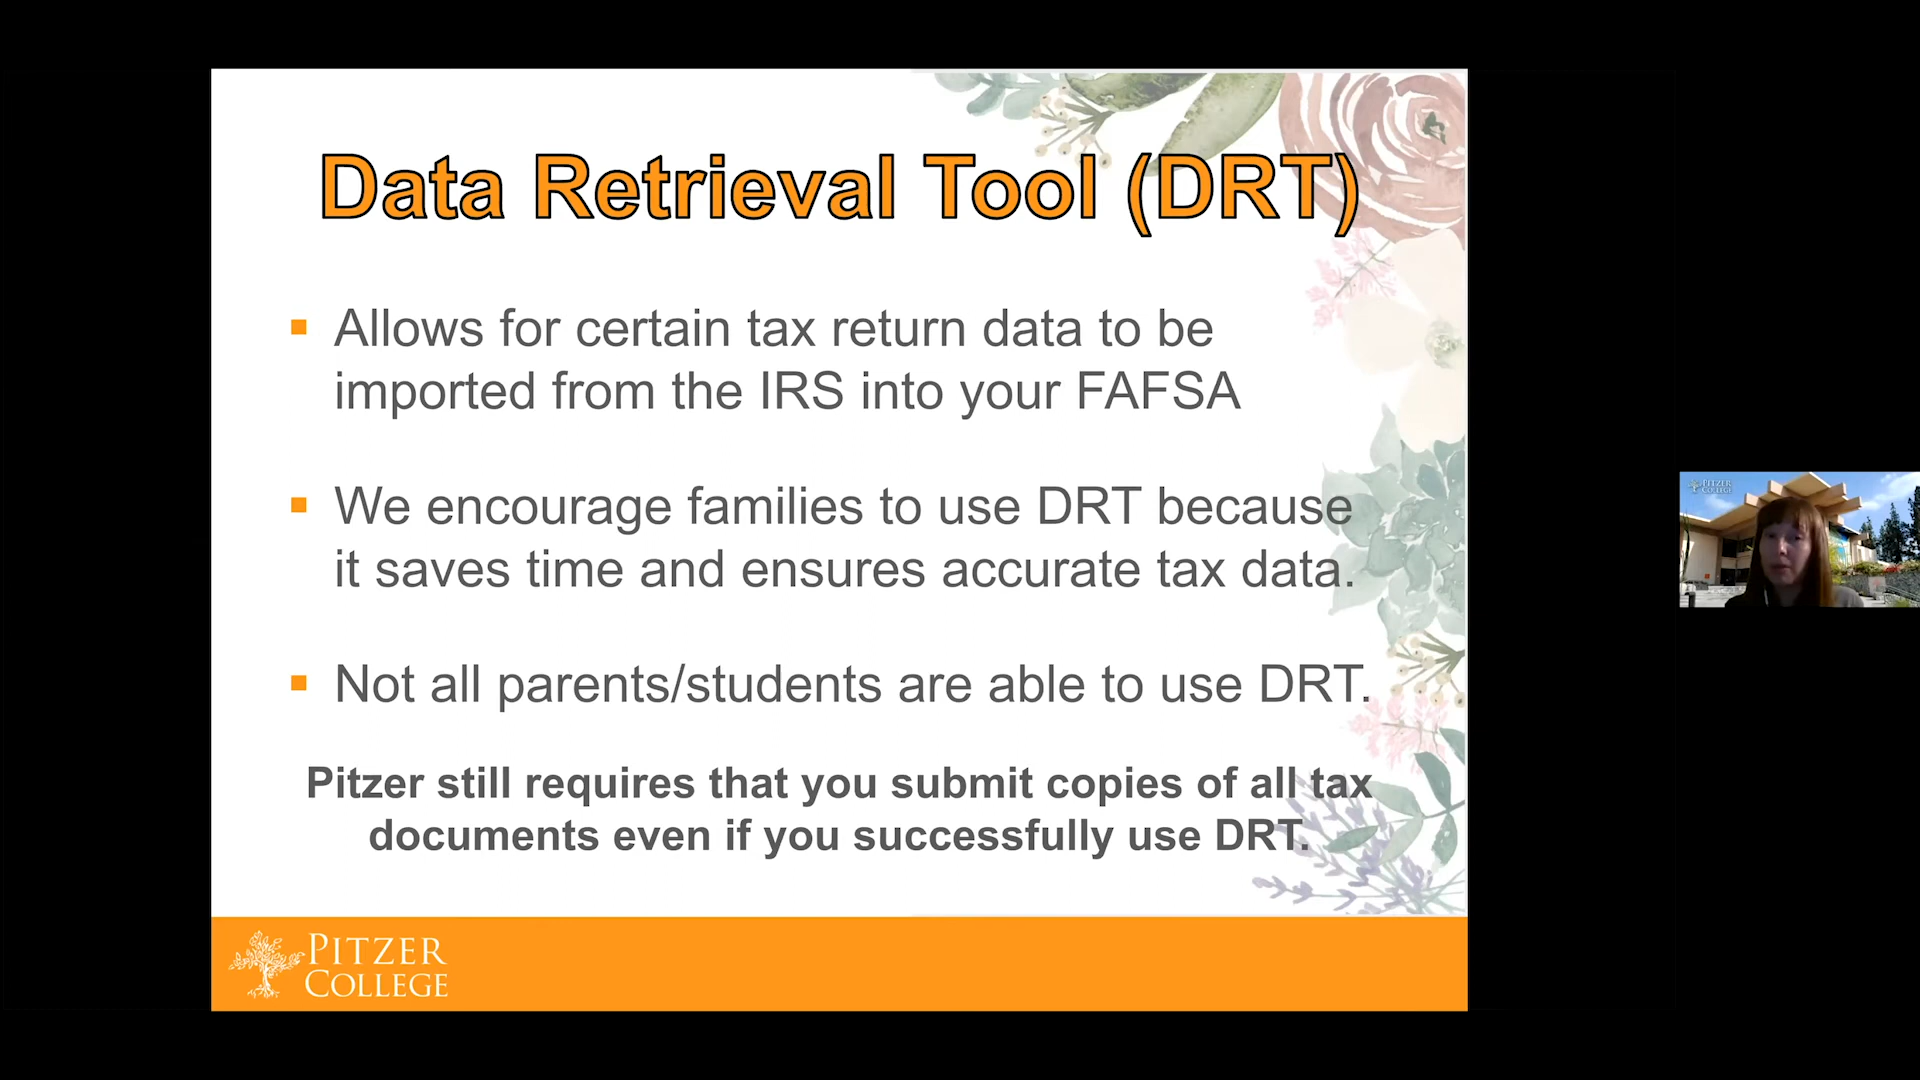 Data Retrieval Tool (DRT)
Allows for certain tax return data to be
imported from the IRS into your FAFSA
We encourage families to use DRT because
it saves time and ensures accurate tax data.
Not all parents/students are able to use DRT.
Pitzer still requires that you submit copies of all tax
documents even if you successfully use DRT.
PITZER
COLLEGE
PITZER
COLLEGE